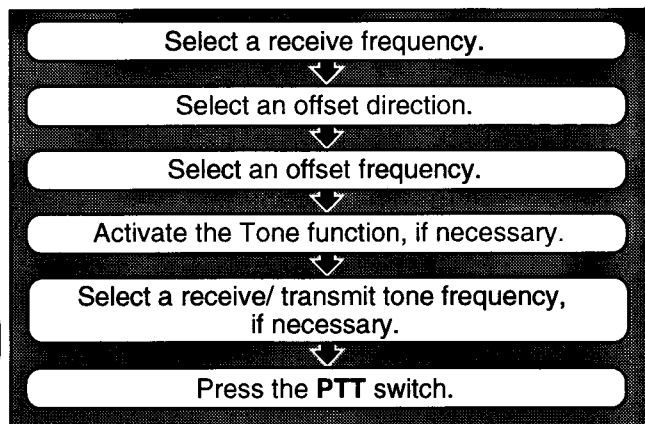 Select a receive frequency.
Select an offset direction.
Select an offset frequency.
Activate the Tone function, if necessary.
Select a receive/ transmit tone frequency,
if necessary.
Press the PTT switch.